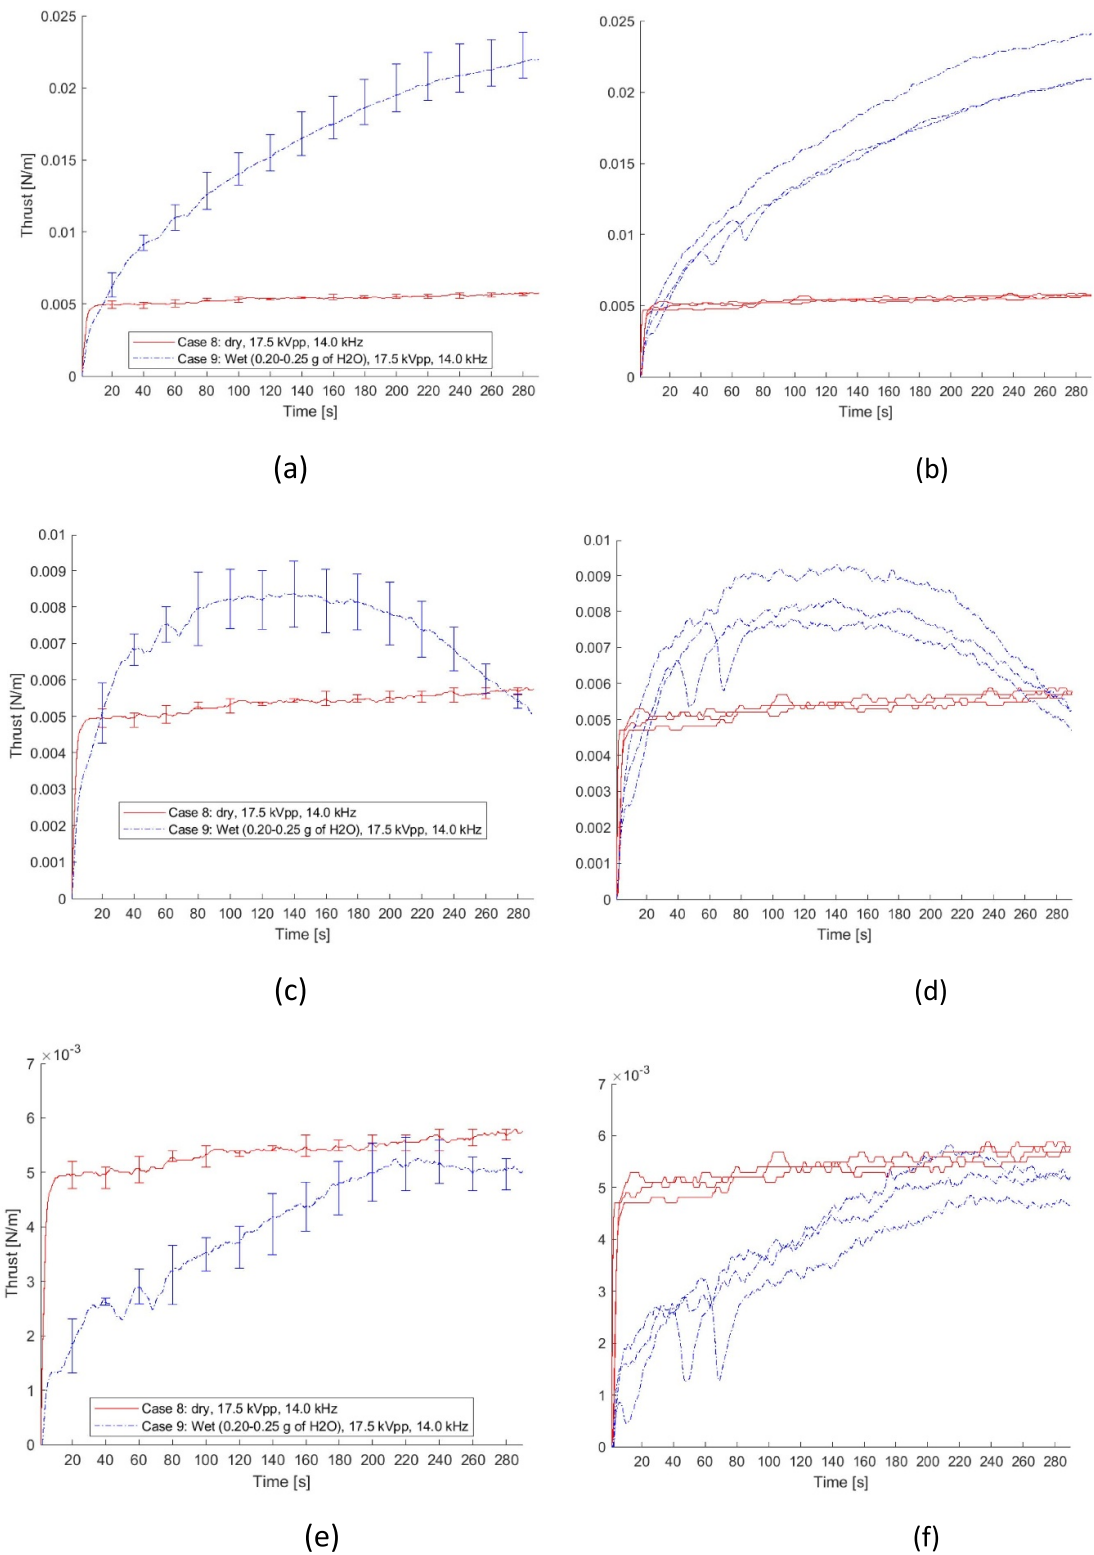 0.025
0.02
0.015
0.01
0.005
0
Thrust [N/m]
20 40 60 80 100 120 140 160 180 200 220 240 260 280
Time [s]
Case 8: dry, 17.5 kVpp, 14.0 kHz
Case 9: Wet (0.20-0.25 g of H2O), 17.5 kVpp, 14.0 kHz
(a)
0.025
0.02
0.015
0.01
0.005
0
20 40 60 80 100 120 140 160 180 200 220 240 260 280
Time [s]
(b)
0.01
0.009
0.008
0.007
0.006
0.005
0.004
0.003
0.002
0.001
0
Thrust [N/m]
20 40 60 80 100 120 140 160 180 200 220 240 260 280
Time [s]
Case 8: dry, 17.5 kVpp, 14.0 kHz
Case 9: Wet (0.20-0.25 g of H2O), 17.5 kVpp, 14.0 kHz
(c)
0.01
0.009
0.008
0.007
0.006
0.005
0.004
0.003
0.002
0.001
0
20 40 60 80 100 120 140 160 180 200 220 240 260 280
Time [s]
(d)
×10-3
7
6
5
4
3
2
1
0
Thrust [N/m]
20 40 60 80 100 120 140 160 180 200 220 240 260 280
Time [s]
Case 8: dry, 17.5 kVpp, 14.0 kHz
Case 9: Wet (0.20-0.25 g of H2O), 17.5 kVpp, 14.0 kHz
(e)
×10-3
7
6
5
4
3
2
1
0
20 40 60 80 100 120 140 160 180 200 220 240 260 280
Time [s]
(f)